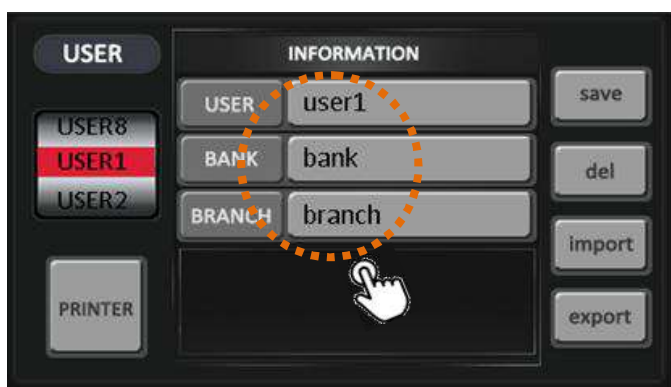 USER
INFORMATION
USER8
USER1
USER2
USER user1
BANK bank
BRANCH branch
PRINTER
save
del
import
export